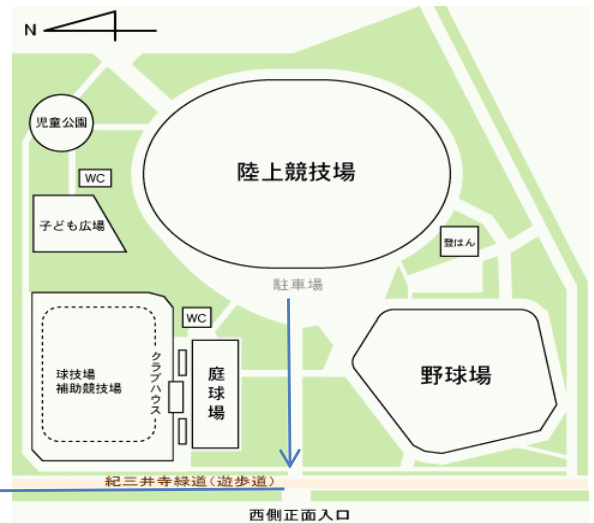 N
児童公園
WC
子ども広場
陸上競技場
登はん
駐車場
WC
球技場
補助競技場
クラブハウス
庭球場
野球場
紀三井寺緑道(遊歩道)
西側正面入口